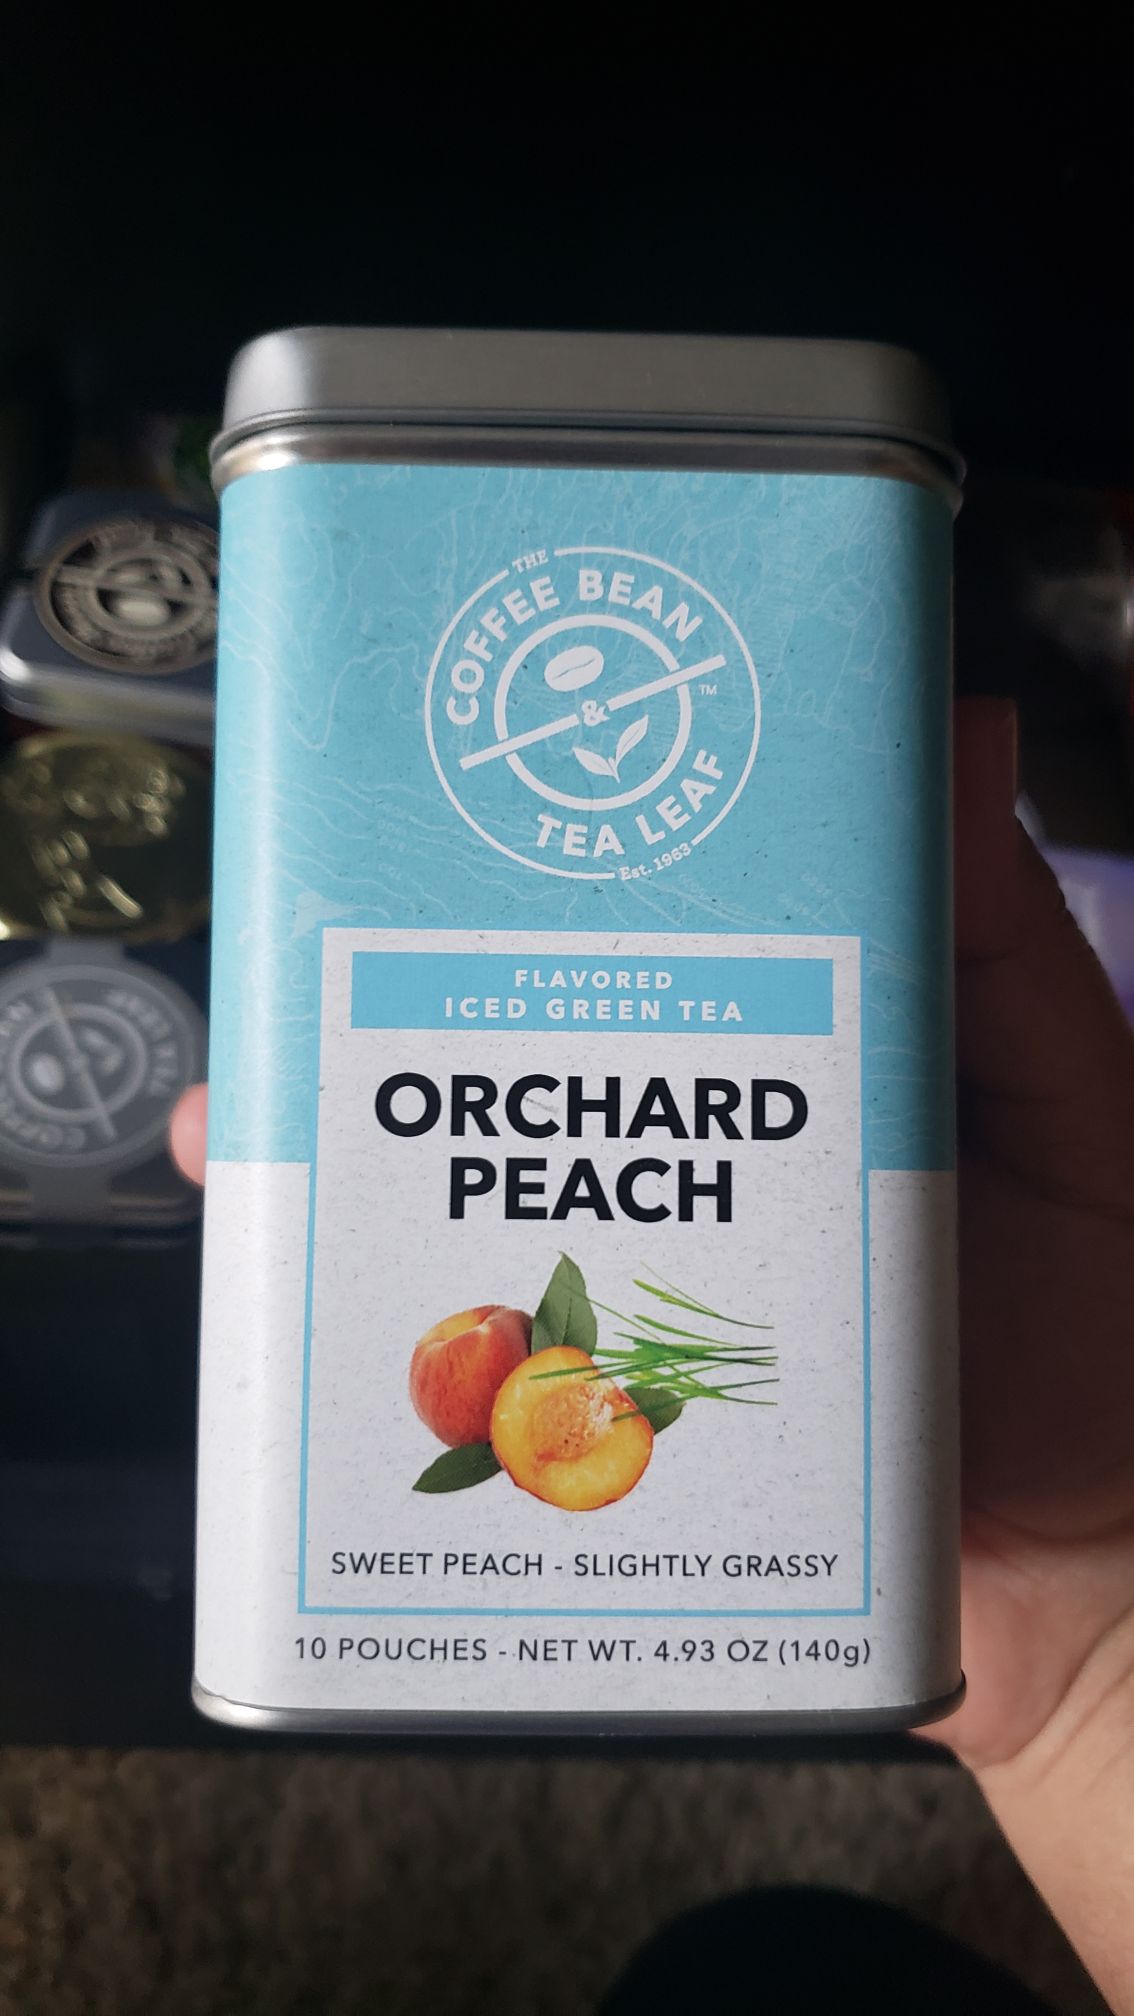 THE
COFFEE BEAN
&
TEA LEAF
TM
Est. 1963
FLAVORED
ICED GREEN TEA
ORCHARD
PEACH
SWEET PEACH - SLIGHTLY GRASSY
10 POUCHES - NET WT. 4.93 OZ (140g)